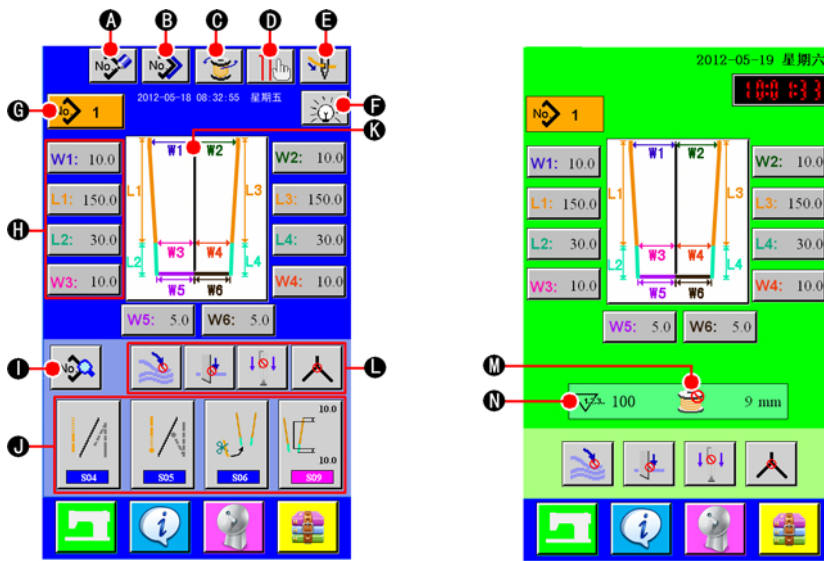 A B C D E
No. No.
G No. 1 2012-05-18 08:32:55 星期五 F
K
W1: 10.0 W1 W2 W2: 10.0
L1: 150.0 L1 L3 L3: 150.0
H L2: 30.0 L4: 30.0
W3 W4
L2 L4
W3: 10.0 W4: 10.0
W5 W6
W5: 5.0 W6: 5.0
I No. L
10.0
J 10.0
S04 S05 S06 S09
i
2012-05-19 星期六
No. 1
W1: 10.0 W1 W2 W2: 10.0
L1: 150.0 L1 L3 L3: 150.0
L2: 30.0 L4: 30.0
W3 W4
L2 L4
W3: 10.0 W4: 10.0
W5 W6
W5: 5.0 W6: 5.0
M
N 1.2.3.. 100 9 mm
i